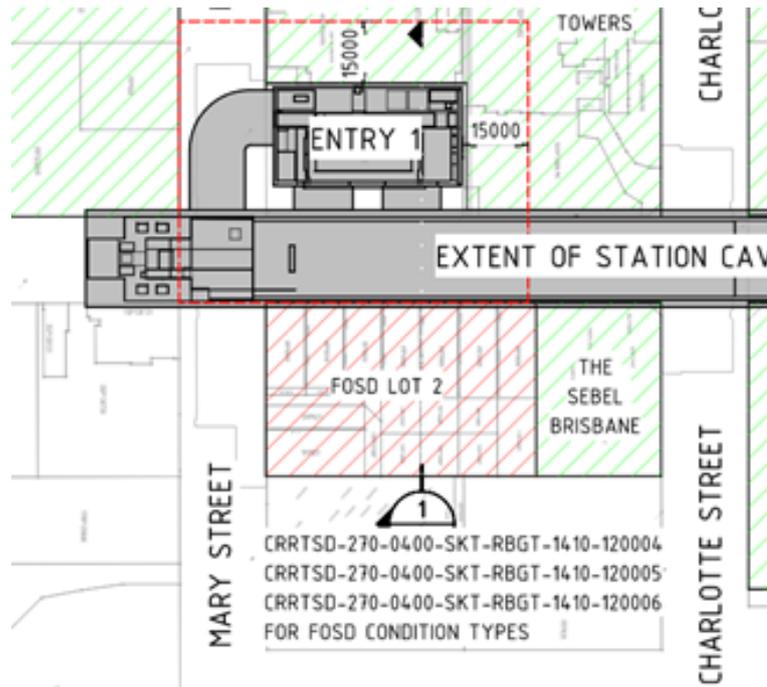 TOWERS
CHARLO
15000
15000
ENTRY 1
EXTENT OF STATION CAV
FOSD LOT 2
THE
SEBEL
BRISBANE
1
MARY STREET
CHARLOTTE STREET
CRRTSD-270-0400-SKT-RBGT-1410-120004
CRRTSD-270-0400-SKT-RBGT-1410-120005
CRRTSD-270-0400-SKT-RBGT-1410-120006
FOR FOSD CONDITION TYPES